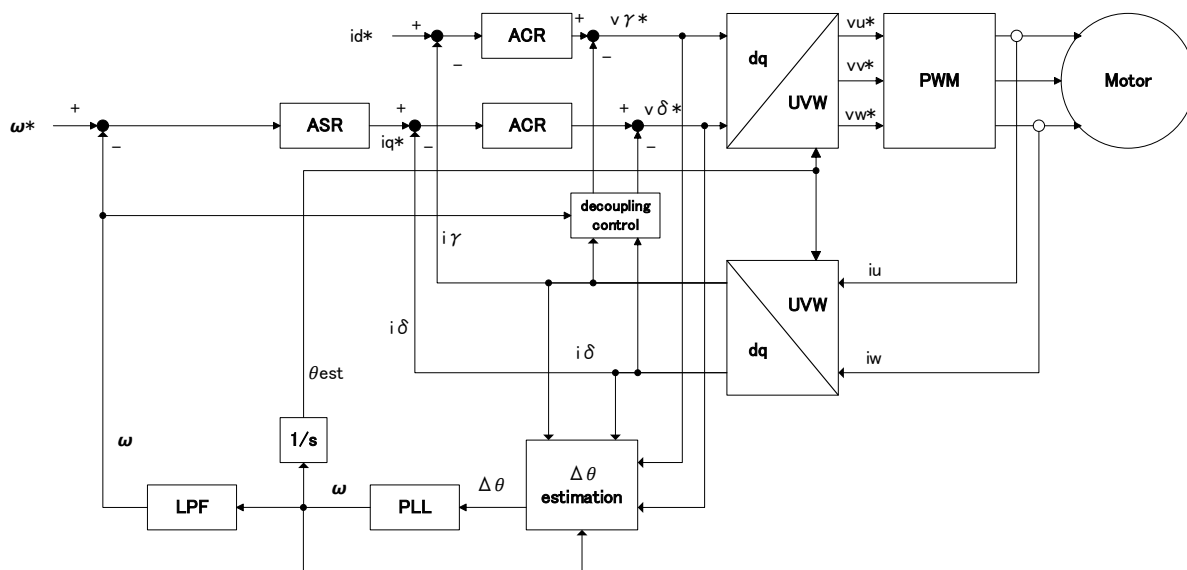 id*
+
−
ACR
+
−
vγ*
dq
UVW
vu*
vv*
vw*
PWM
Motor
ω*
+
−
ASR
+
iq*
−
ACR
+
−
vδ*
decoupling
control
iγ
UVW
dq
iu
iw
iδ
iδ
θest
1/s
ω
LPF
ω
PLL
Δθ
Δθ
estimation